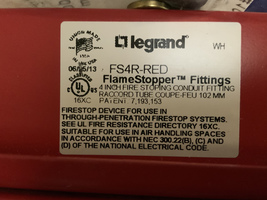 UNION MADE
legrand
WH
06/05/13
FS4R-RED
FlameStopper™ Fittings
CLASSIFIED
4 INCH FIRE STOPING CONDUIT FITTING
C UL US
RACCORD TUBE COUPE-FEU 102 MM
16XC
PATENT: 7,193,153
FIRESTOP DEVICE FOR USE IN
THROUGH-PENETRATION FIRESTOP SYSTEMS.
SEE UL FIRE RESISTANCE DIRECTORY 16XC.
SUITABLE FOR USE IN AIR HANDLING SPACES
IN ACCORDANCE WITH NEC 300.22(B), (C) AND
(D) OF THE NATIONAL ELECTRICAL CODE.